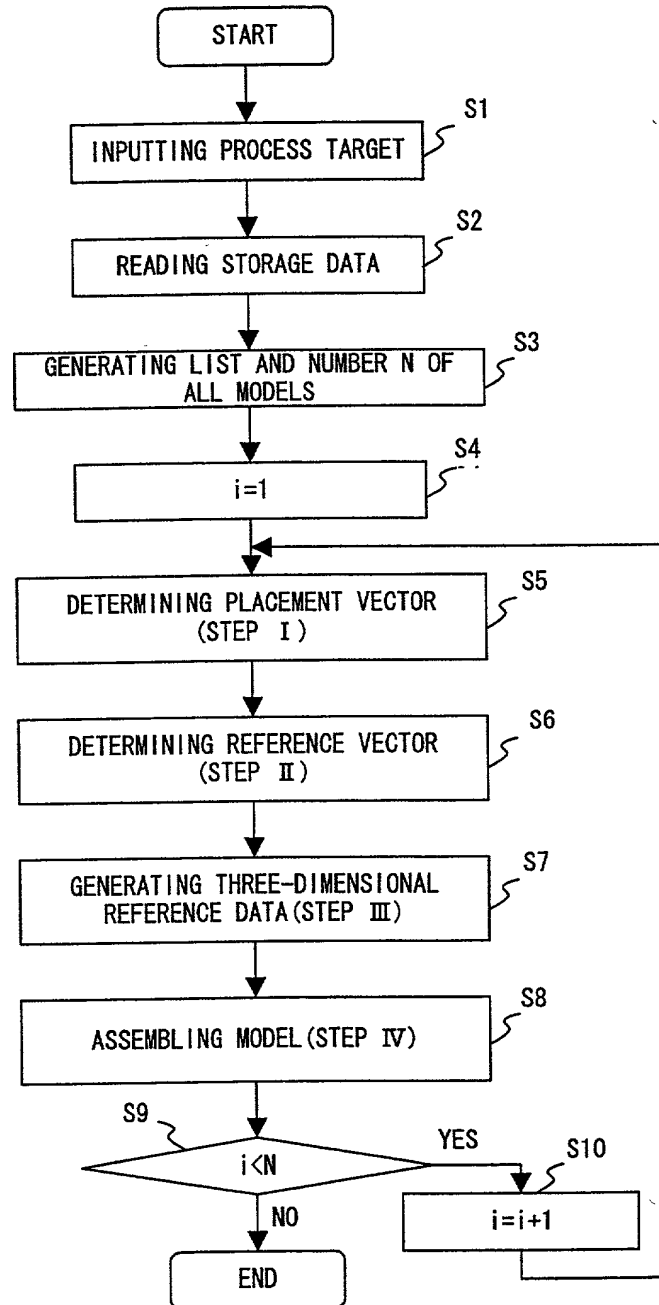 START
S1
INPUTTING PROCESS TARGET
S2
READING STORAGE DATA
S3
GENERATING LIST AND NUMBER N OF
ALL MODELS
S4
i=1
S5
DETERMINING PLACEMENT VECTOR
(STEP Ⅰ)
S6
DETERMINING REFERENCE VECTOR
(STEP Ⅱ)
S7
GENERATING THREE-DIMENSIONAL
REFERENCE DATA(STEP Ⅲ)
S8
ASSEMBLING MODEL(STEP Ⅳ)
S9
i<N
YES
S10
i=i+1
NO
END